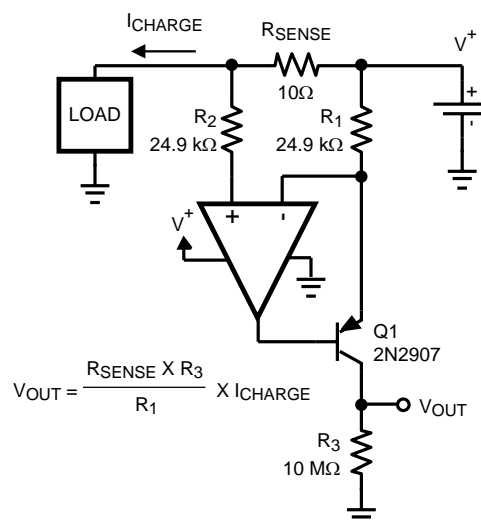 ICHARGE
RSENSE
10Ω
V+
+
-
LOAD
R2
24.9 kΩ
R1
24.9 kΩ
+
-
V+
Q1
2N2907
VOUT = RSENSE X R3 / R1 X ICHARGE
VOUT
R3
10 MΩ